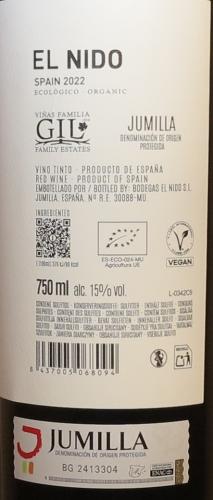 EL NIDO
SPAIN 2022
ECOLÓGICO · ORGANIC
VIÑAS FAMILIA
GIL
FAMILY ESTATES
JUMILLA
DENOMINACIÓN DE ORIGEN
PROTEGIDA
VINO TINTO · PRODUCTO DE ESPAÑA
RED WINE · PRODUCT OF SPAIN
EMBOTELLADO POR / BOTTLED BY: BODEGAS EL NIDO S.L
JUMILLA. ESPAÑA. Nº R.E. 30088-MU
INGREDIENTES
ES-ECO-024-MU
Agricultura UE
VEGAN
750 ml alc. 15% vol.
L-0342C9
CONTIENE SULFITOS
8 437005 068094
JUMILLA
DENOMINACIÓN DE ORIGEN PROTEGIDA
BG 2413304